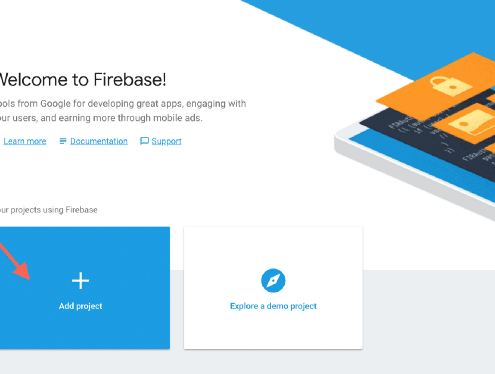 Welcome to Firebase!
ools from Google for developing great apps, engaging with
our users, and earning more through mobile ads.
Learn more Documentation Support
our projects using Firebase
Add project
Explore a demo project